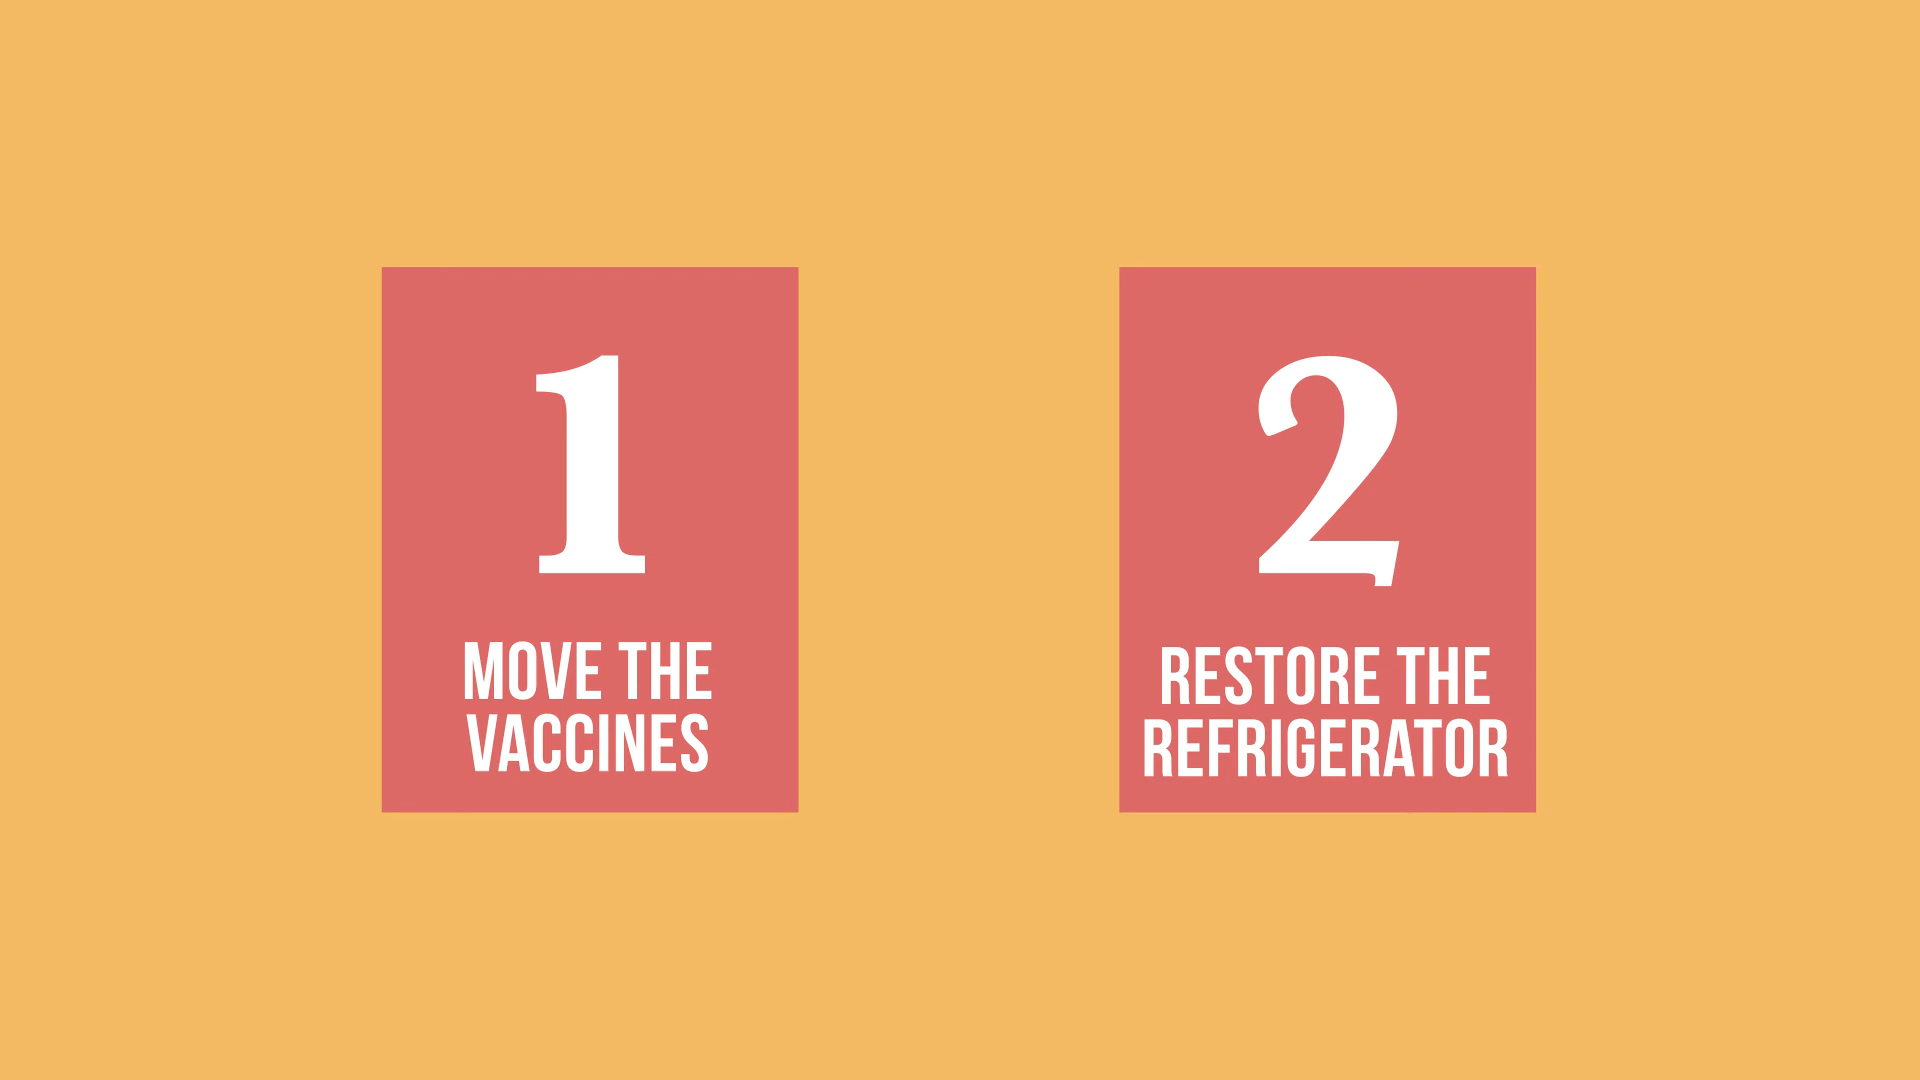 1
MOVE THE
VACCINES
2
RESTORE THE
REFRIGERATOR